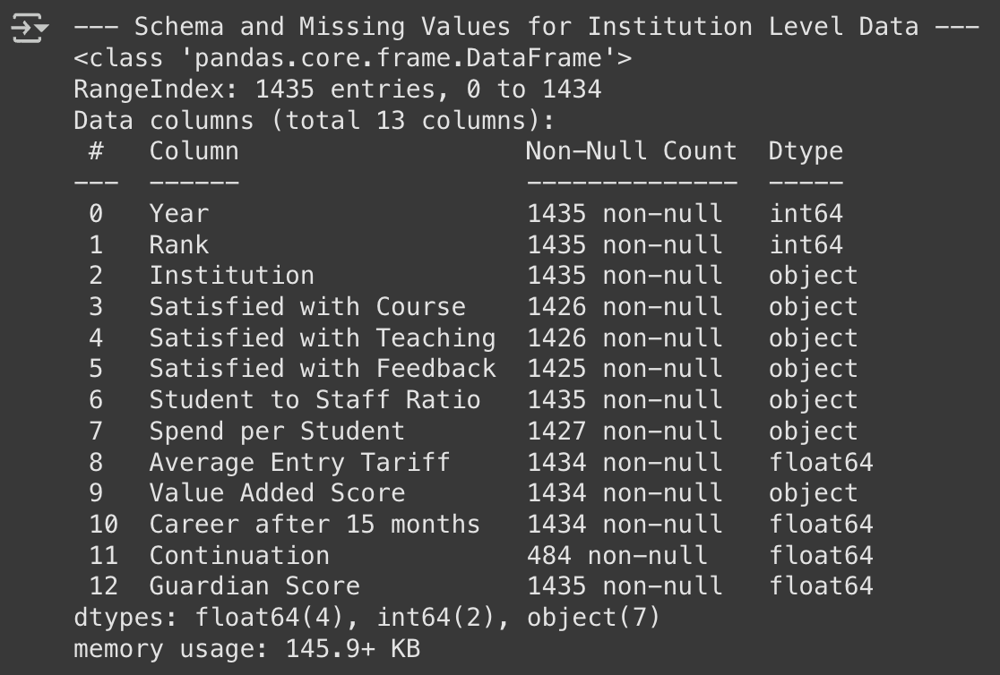 --- Schema and Missing Values for Institution Level Data ---
<class 'pandas.core.frame.DataFrame'>
RangeIndex: 1435 entries, 0 to 1434
Data columns (total 13 columns):
 #   Column                   Non-Null Count  Dtype
---  ------                   --------------  -----
 0   Year                     1435 non-null   int64
 1   Rank                     1435 non-null   int64
 2   Institution              1435 non-null   object
 3   Satisfied with Course    1426 non-null   object
 4   Satisfied with Teaching  1426 non-null   object
 5   Satisfied with Feedback  1425 non-null   object
 6   Student to Staff Ratio   1435 non-null   object
 7   Spend per Student        1427 non-null   object
 8   Average Entry Tariff     1434 non-null   float64
 9   Value Added Score        1434 non-null   object
 10  Career after 15 months   1434 non-null   float64
 11  Continuation             484 non-null    float64
 12  Guardian Score           1435 non-null   float64
dtypes: float64(4), int64(2), object(7)
memory usage: 145.9+ KB